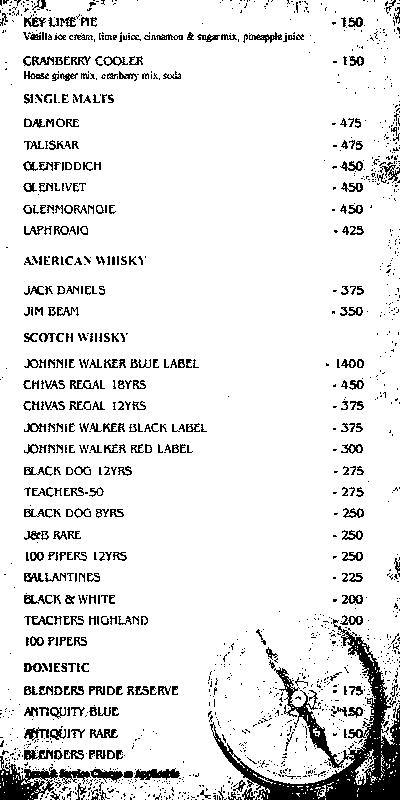 KEY LIME PIE - 150
Vanilla ice cream, lime juice, cinnamon & sugar mix, pineapple juice
CRANBERRY COOLER - 150
House ginger mix, cranberry mix, soda
SINGLE MALTS
DALMORE - 475
TALISKAR - 475
GLENFIDDICH - 450
GLENLIVET - 450
GLENMORANGIE - 450
LAPHROAIG - 425
AMERICAN WHISKY
JACK DANIELS - 375
JIM BEAM - 350
SCOTCH WHISKY
JOHNNIE WALKER BLUE LABEL - 1400
CHIVAS REGAL 18YRS - 450
CHIVAS REGAL 12YRS - 375
JOHNNIE WALKER BLACK LABEL - 375
JOHNNIE WALKER RED LABEL - 300
BLACK DOG 12YRS - 275
TEACHERS-50 - 275
BLACK DOG 8YRS - 250
J&B RARE - 250
100 PIPERS 12YRS - 250
BALLANTINES - 225
BLACK & WHITE - 200
TEACHERS HIGHLAND - 200
100 PIPERS
DOMESTIC
BLENDERS PRIDE RESERVE - 175
ANTIQUITY BLUE - 150
ANTIQUITY RARE - 150
BLENDERS PRIDE
Taxes & Service Charge as Applicable